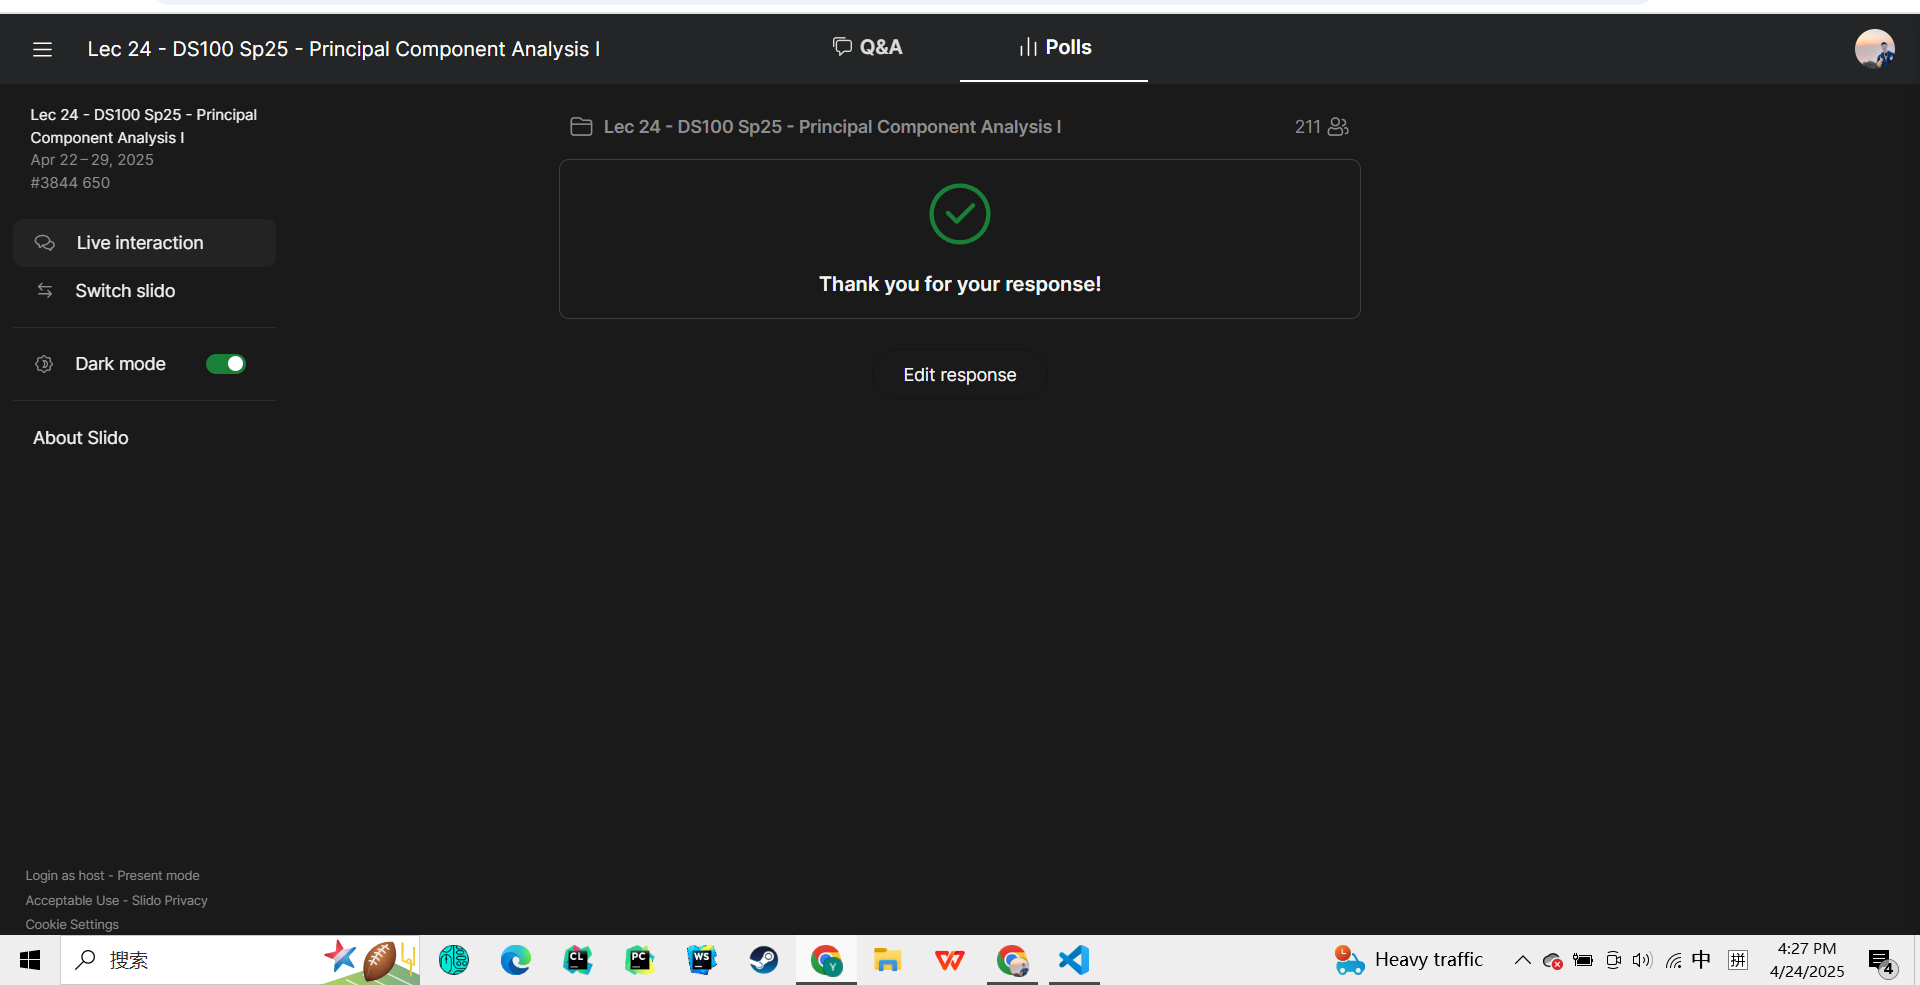 Lec 24 - DS100 Sp25 - Principal Component Analysis I
Q&A
Polls
Lec 24 - DS100 Sp25 - Principal
Component Analysis I
Apr 22 – 29, 2025
#3844 650
Live interaction
Switch slido
Dark mode
About Slido
Lec 24 - DS100 Sp25 - Principal Component Analysis I
211
Thank you for your response!
Edit response
Login as host - Present mode
Acceptable Use - Slido Privacy
Cookie Settings
搜索
CL
PC
WS
Y
Heavy traffic
中
拼
4:27 PM
4/24/2025
4